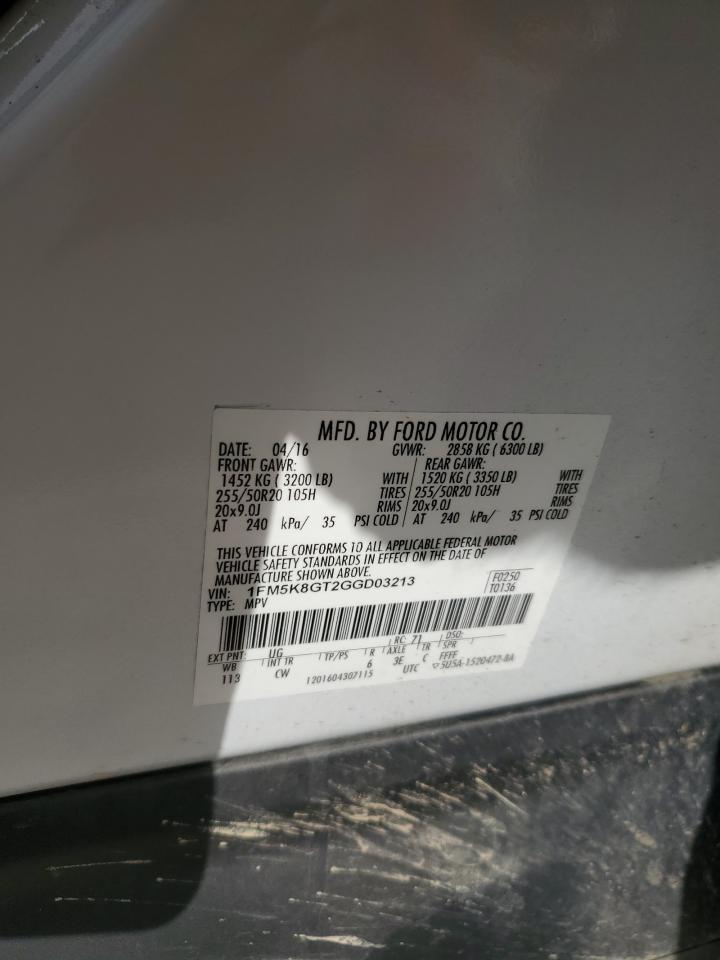 MFD. BY FORD MOTOR CO.
DATE: 04/16 GVWR: 2858 KG ( 6300 LB)
FRONT GAWR: REAR GAWR:
1452 KG ( 3200 LB) WITH 1520 KG ( 3350 LB) WITH
255/50R20 105H TIRES 255/50R20 105H TIRES
20x9.0J RIMS 20x9.0J RIMS
AT 240 kPa/ 35 PSI COLD AT 240 kPa/ 35 PSI COLD
THIS VEHICLE CONFORMS TO ALL APPLICABLE FEDERAL MOTOR
VEHICLE SAFETY STANDARDS IN EFFECT ON THE DATE OF
MANUFACTURE SHOWN ABOVE.
VIN: 1FM5K8GT2GGD03213 F0250
TYPE: MPV T0136
EXT PNT: UG RC: 71 DSO:
WB INT TR TP/PS R AXLE TR SPR
113 CW 6 3E C FFFF
1201604307115 UTC ▽5U5A-1520472-BA